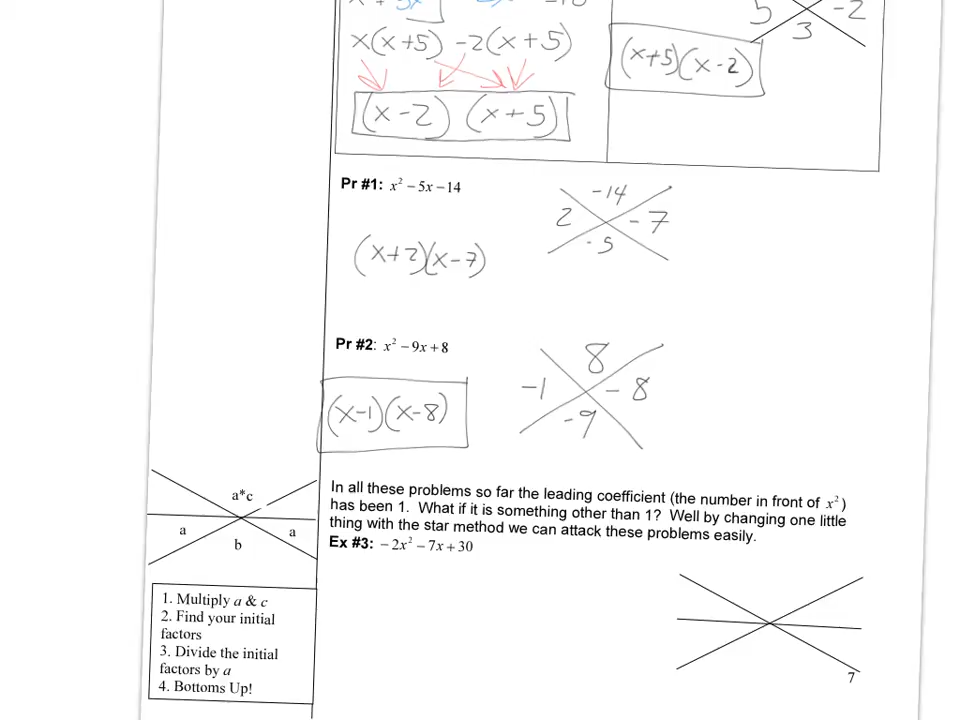 5 -2
3
x(x+5) -2(x+5)
(x+5)(x-2)
(x-2) (x+5)
Pr #1: x² − 5x − 14
-14
2 -7
-5
(x+2)(x-7)
Pr #2: x² − 9x + 8
8
-1 -8
-9
(x-1)(x-8)
In all these problems so far the leading coefficient (the number in front of x²)
has been 1. What if it is something other than 1? Well by changing one little
thing with the star method we can attack these problems easily.
Ex #3: − 2x² − 7x + 30
a*c
a a
b
1. Multiply a & c
2. Find your initial
factors
3. Divide the initial
factors by a
4. Bottoms Up!
7